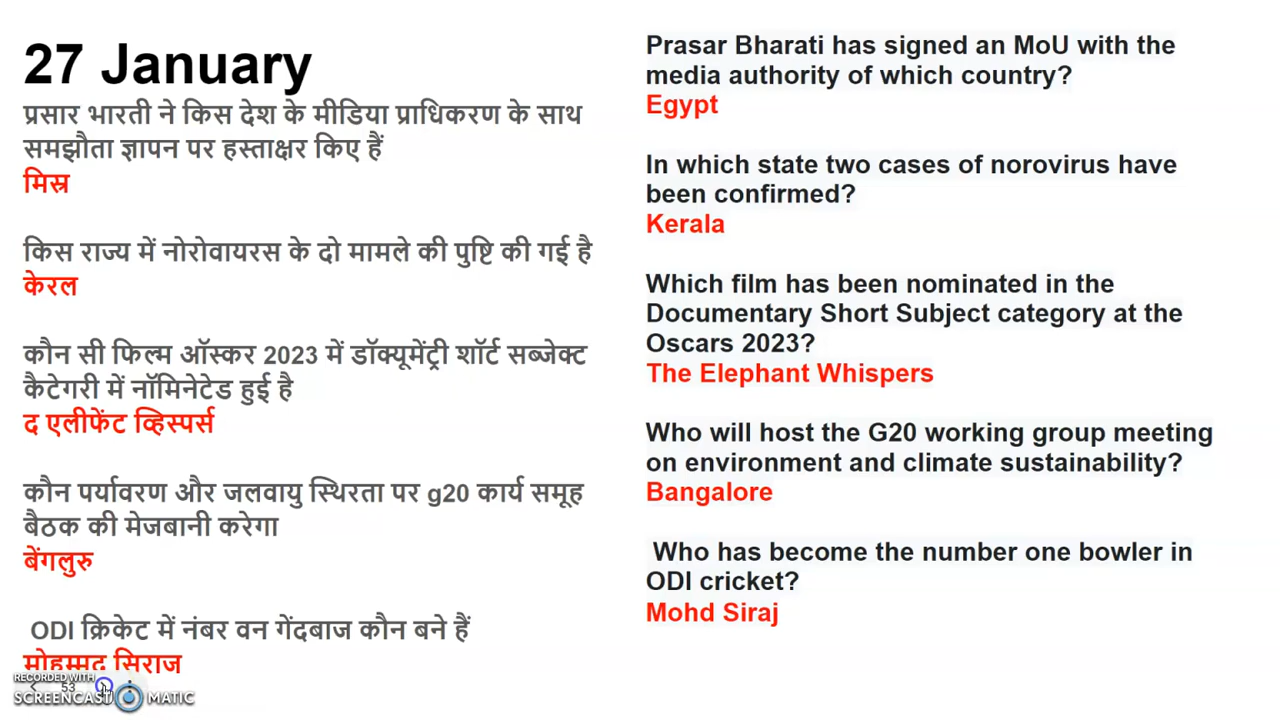 27 January
प्रसार भारती ने किस देश के मीडिया प्राधिकरण के साथ
समझौता ज्ञापन पर हस्ताक्षर किए हैं
मिस्र
किस राज्य में नोरोवायरस के दो मामले की पुष्टि की गई है
केरल
कौन सी फिल्म ऑस्कर 2023 में डॉक्यूमेंट्री शॉर्ट सब्जेक्ट
कैटेगरी में नॉमिनेटेड हुई है
द एलीफेंट व्हिस्पर्स
कौन पर्यावरण और जलवायु स्थिरता पर g20 कार्य समूह
बैठक की मेजबानी करेगा
बेंगलुरु
ODI क्रिकेट में नंबर वन गेंदबाज कौन बने हैं
मोहम्मद सिराज
RECORDED WITH
53
SCREENCAST MATIC
Prasar Bharati has signed an MoU with the
media authority of which country?
Egypt
In which state two cases of norovirus have
been confirmed?
Kerala
Which film has been nominated in the
Documentary Short Subject category at the
Oscars 2023?
The Elephant Whispers
Who will host the G20 working group meeting
on environment and climate sustainability?
Bangalore
Who has become the number one bowler in
ODI cricket?
Mohd Siraj